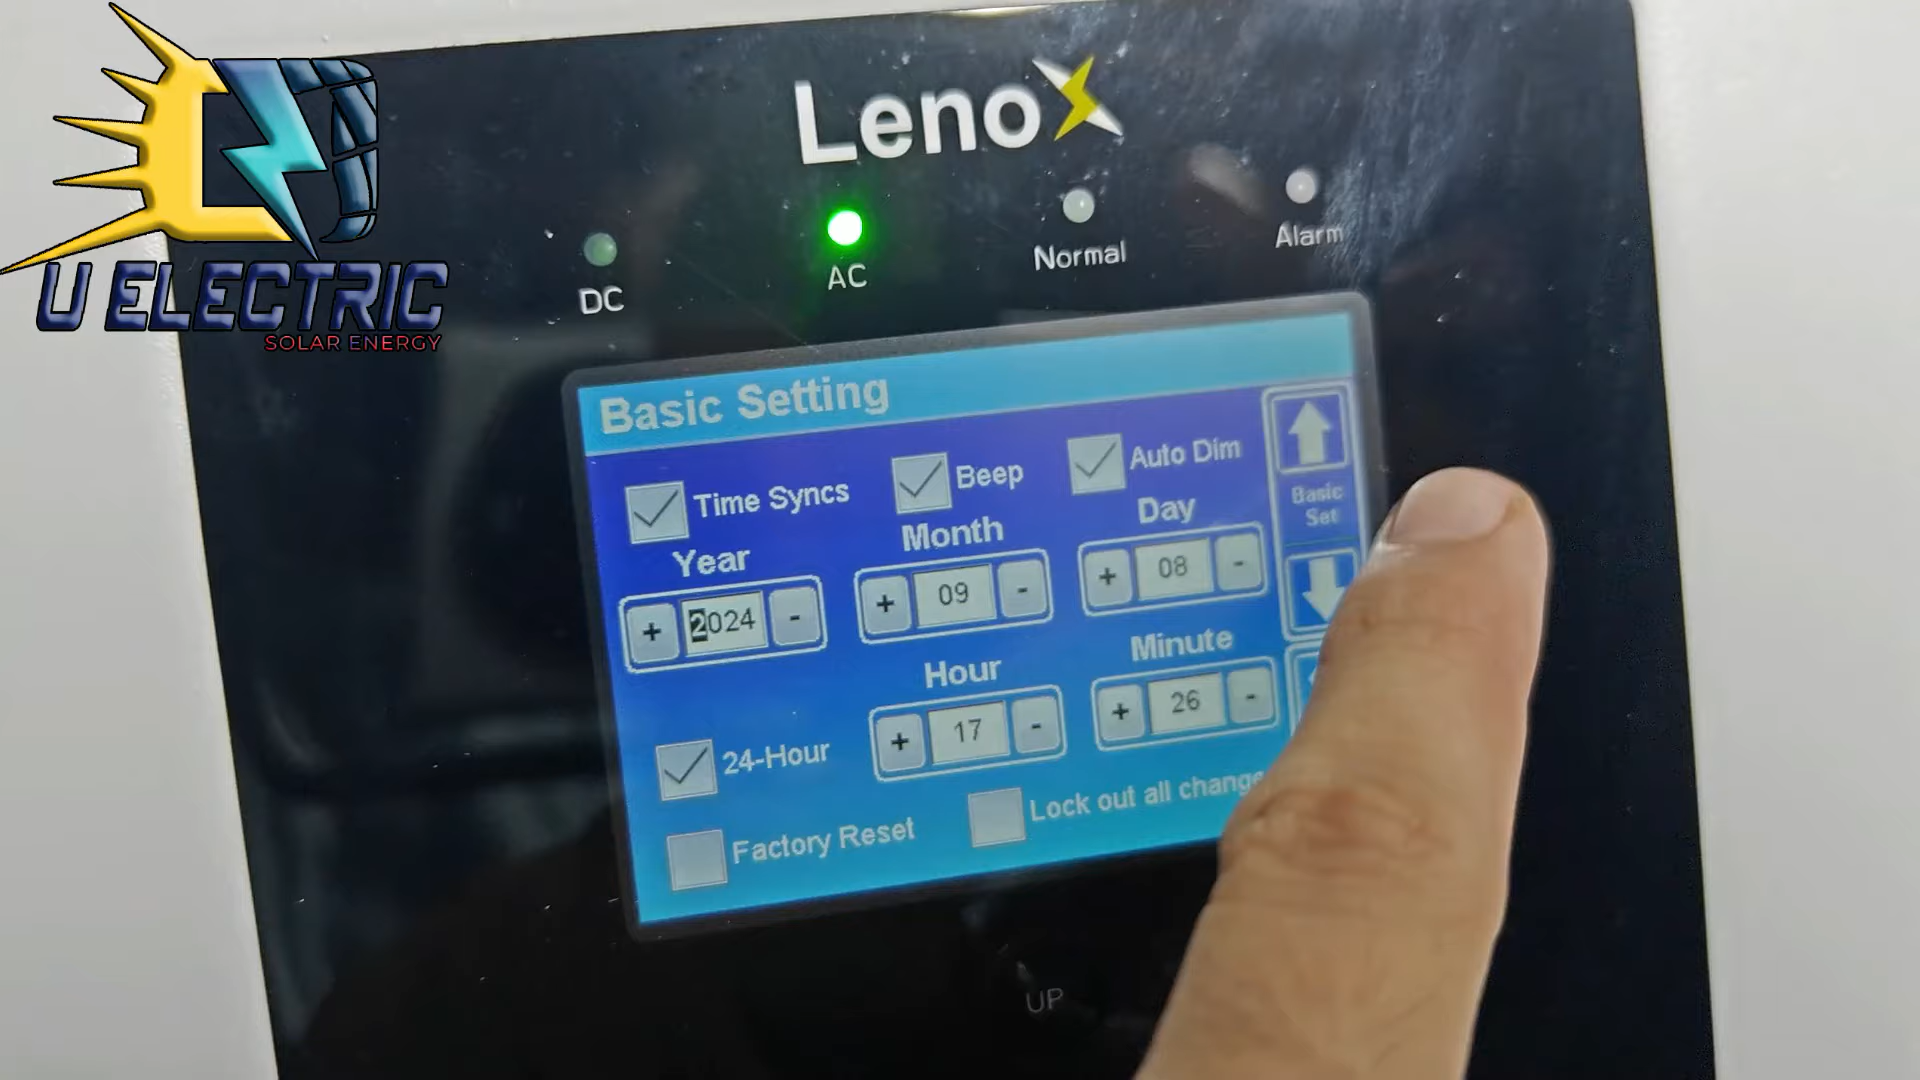 U ELECTRIC
SOLAR ENERGY
LenoX
DC
AC
Normal
Alarm
Basic Setting
Time Syncs
Beep
Auto Dim
Year
Month
Day
+ 2024 -
+ 09 -
+ 08 -
Basic
Set
Hour
Minute
24-Hour
+ 17 -
+ 26 -
Factory Reset
Lock out all change
UP